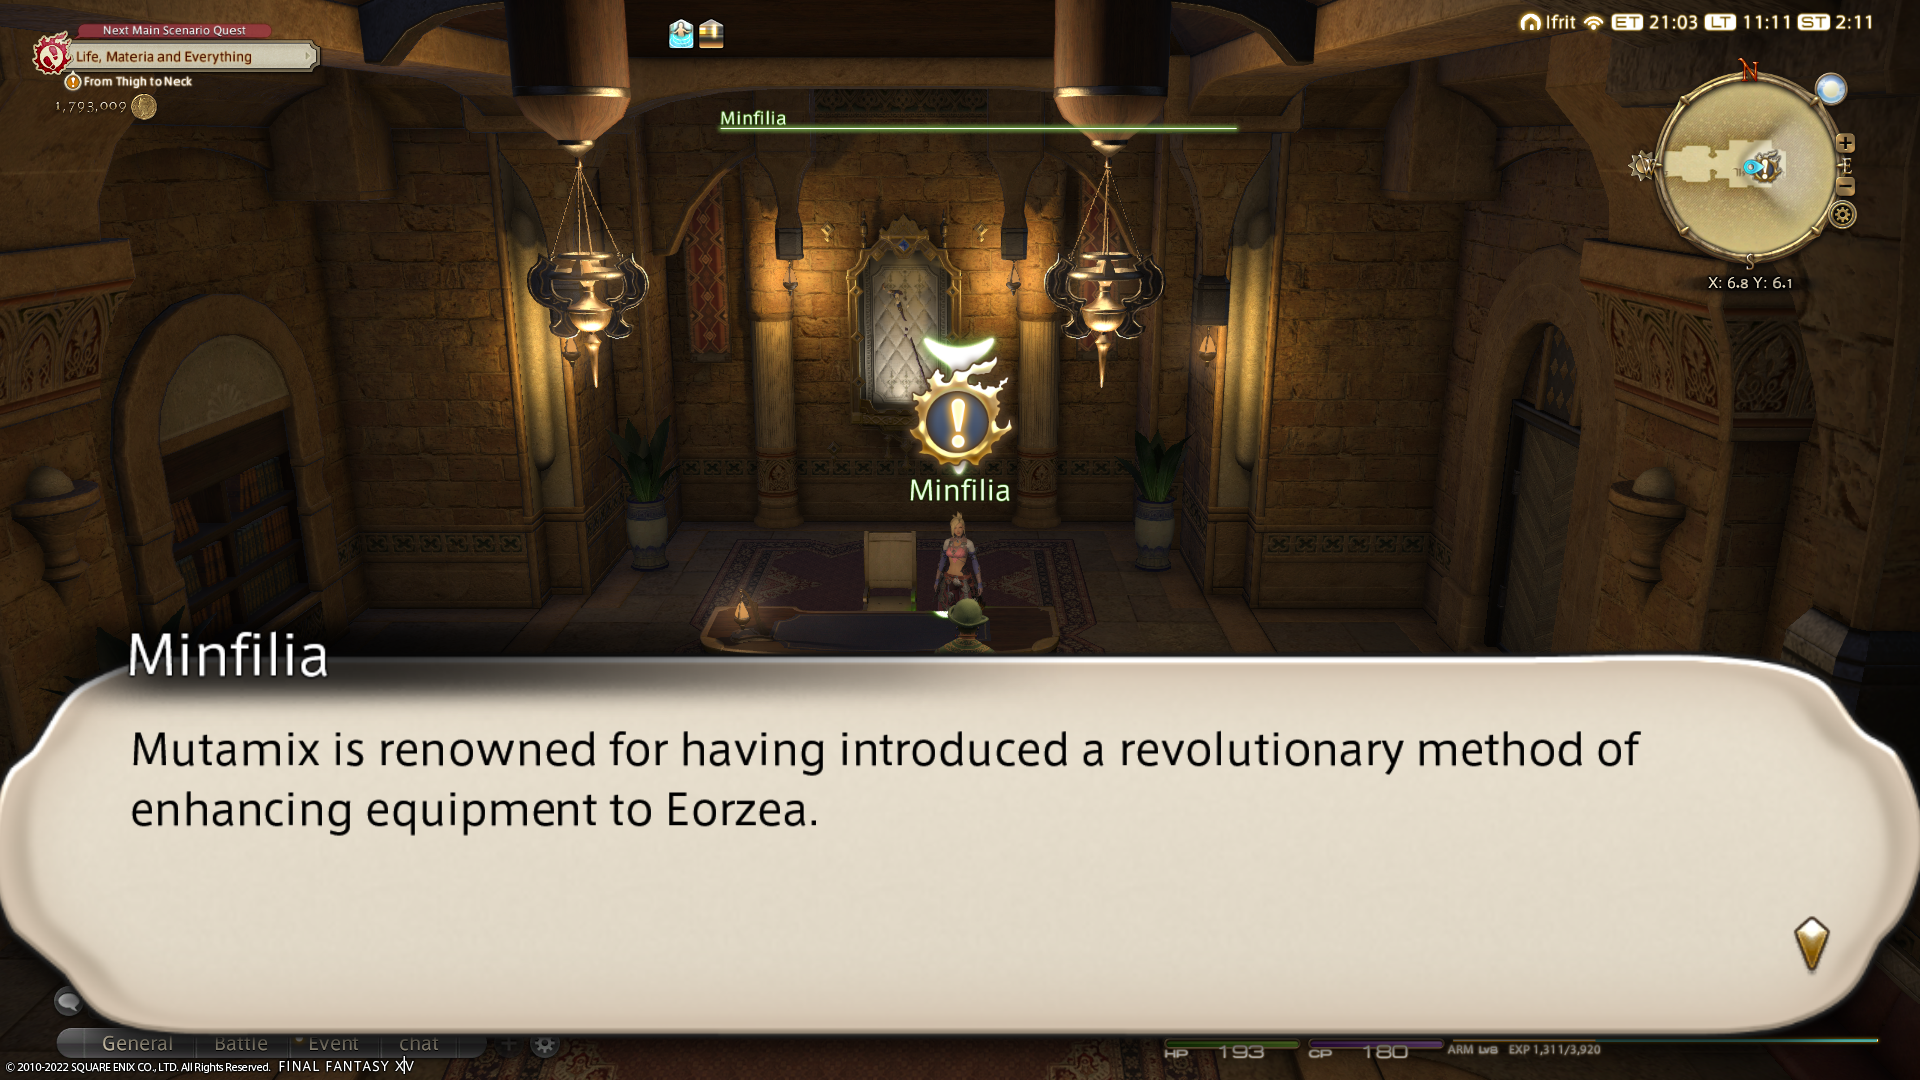 Next Main Scenario Quest
Life, Materia and Everything
From Thigh to Neck
1,793,009
Ifrit ET 21:03 LT 11:11 ST 2:11
Minfilia
N
W
E
S
X: 6.8 Y: 6.1
Minfilia
Minfilia
Mutamix is renowned for having introduced a revolutionary method of
enhancing equipment to Eorzea.
General Battle Event chat
HP 193 CP 180 ARM Lv8 EXP 1,311/3,920
© 2010-2022 SQUARE ENIX CO., LTD. All Rights Reserved. FINAL FANTASY XIV